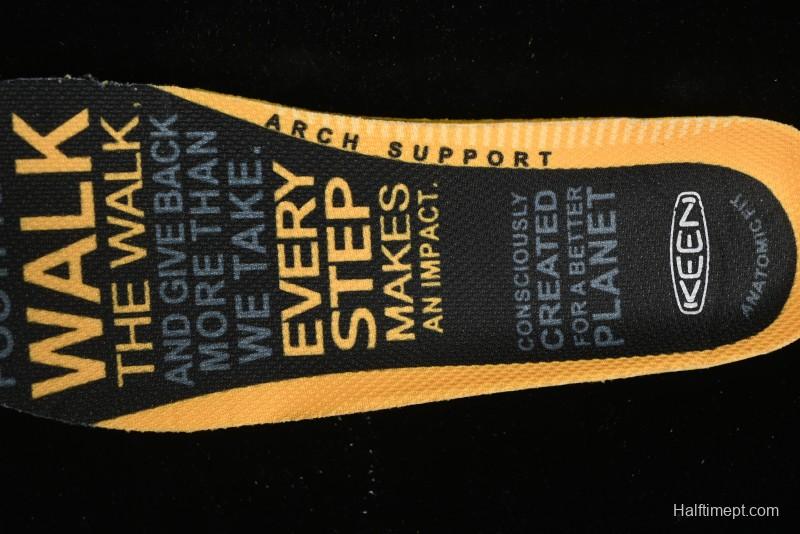 WALK
THE WALK,
AND GIVE BACK
MORE THAN
WE TAKE.
EVERY
STEP
MAKES
AN IMPACT.
ARCH SUPPORT
CONSCIOUSLY
CREATED
FOR A BETTER
PLANET
KEEN
ANATOMIC FIT
Halftimept.com